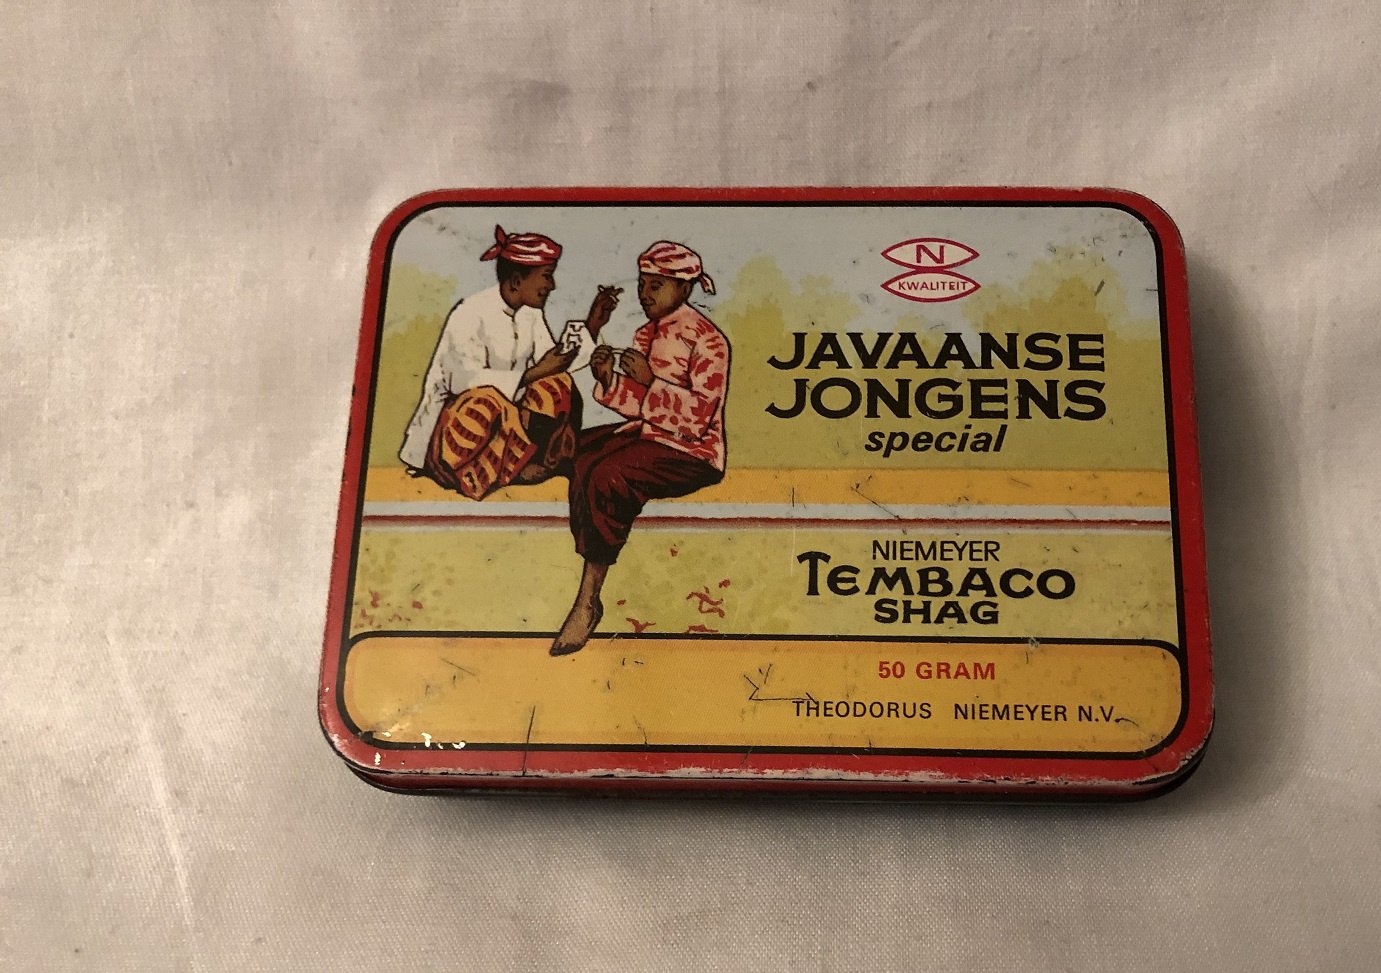 N
KWALITEIT
JAVAANSE
JONGENS
special
NIEMEYER
TEMBACO
SHAG
50 GRAM
THEODORUS NIEMEYER N.V.